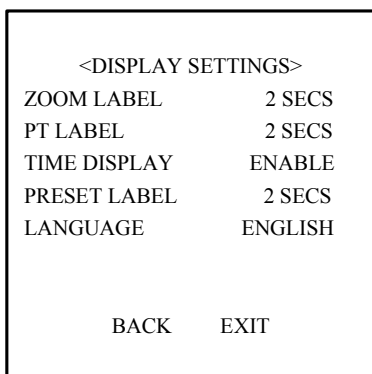 <DISPLAY SETTINGS>
ZOOM LABEL 2 SECS
PT LABEL 2 SECS
TIME DISPLAY ENABLE
PRESET LABEL 2 SECS
LANGUAGE ENGLISH
BACK EXIT